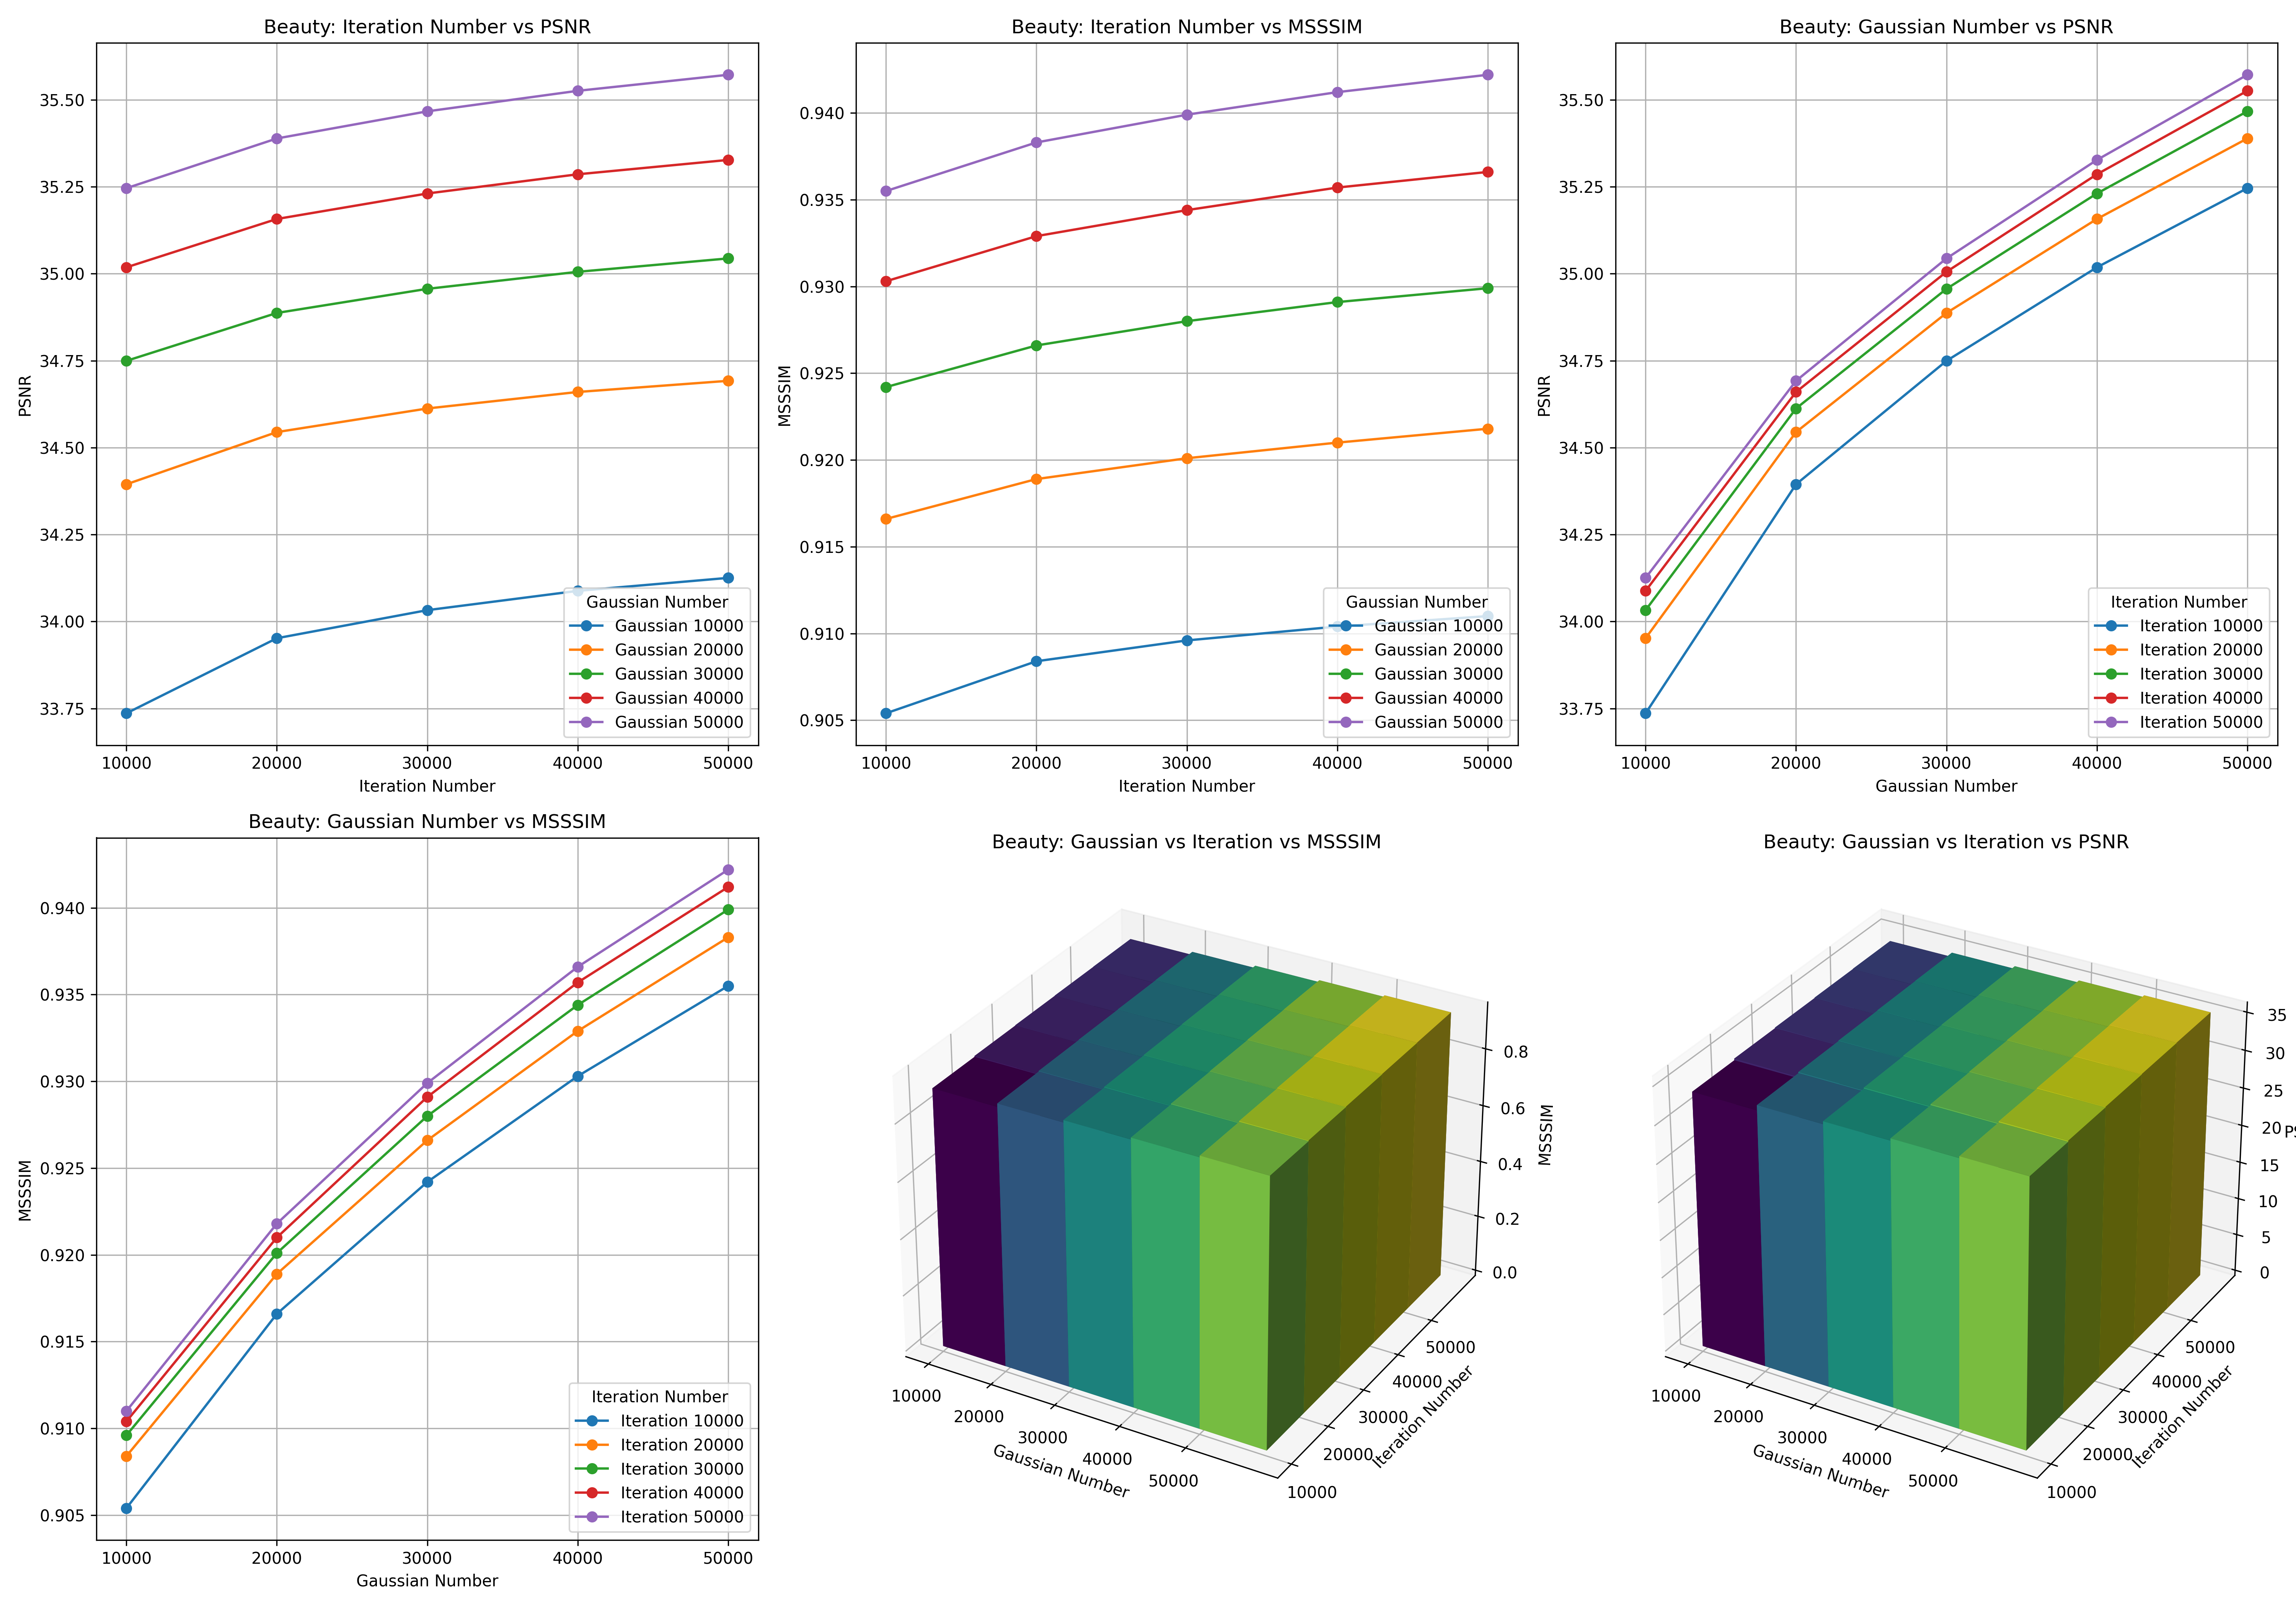 Beauty: Iteration Number vs PSNR
35.50
35.25
35.00
34.75
34.50
34.25
34.00
33.75
PSNR
10000 20000 30000 40000 50000
Iteration Number
Gaussian Number
Gaussian 10000
Gaussian 20000
Gaussian 30000
Gaussian 40000
Gaussian 50000
Beauty: Iteration Number vs MSSSIM
0.940
0.935
0.930
0.925
0.920
0.915
0.910
0.905
MSSSIM
10000 20000 30000 40000 50000
Iteration Number
Gaussian Number
Gaussian 10000
Gaussian 20000
Gaussian 30000
Gaussian 40000
Gaussian 50000
Beauty: Gaussian Number vs PSNR
35.50
35.25
35.00
34.75
34.50
34.25
34.00
33.75
PSNR
10000 20000 30000 40000 50000
Gaussian Number
Iteration Number
Iteration 10000
Iteration 20000
Iteration 30000
Iteration 40000
Iteration 50000
Beauty: Gaussian Number vs MSSSIM
0.940
0.935
0.930
0.925
0.920
0.915
0.910
0.905
MSSSIM
10000 20000 30000 40000 50000
Gaussian Number
Iteration Number
Iteration 10000
Iteration 20000
Iteration 30000
Iteration 40000
Iteration 50000
Beauty: Gaussian vs Iteration vs MSSSIM
0.8
0.6
0.4
0.2
0.0
MSSSIM
10000 20000 30000 40000 50000
Gaussian Number
10000 20000 30000 40000 50000
Iteration Number
Beauty: Gaussian vs Iteration vs PSNR
35
30
25
20
15
10
5
0
10000 20000 30000 40000 50000
Gaussian Number
10000 20000 30000 40000 50000
Iteration Number